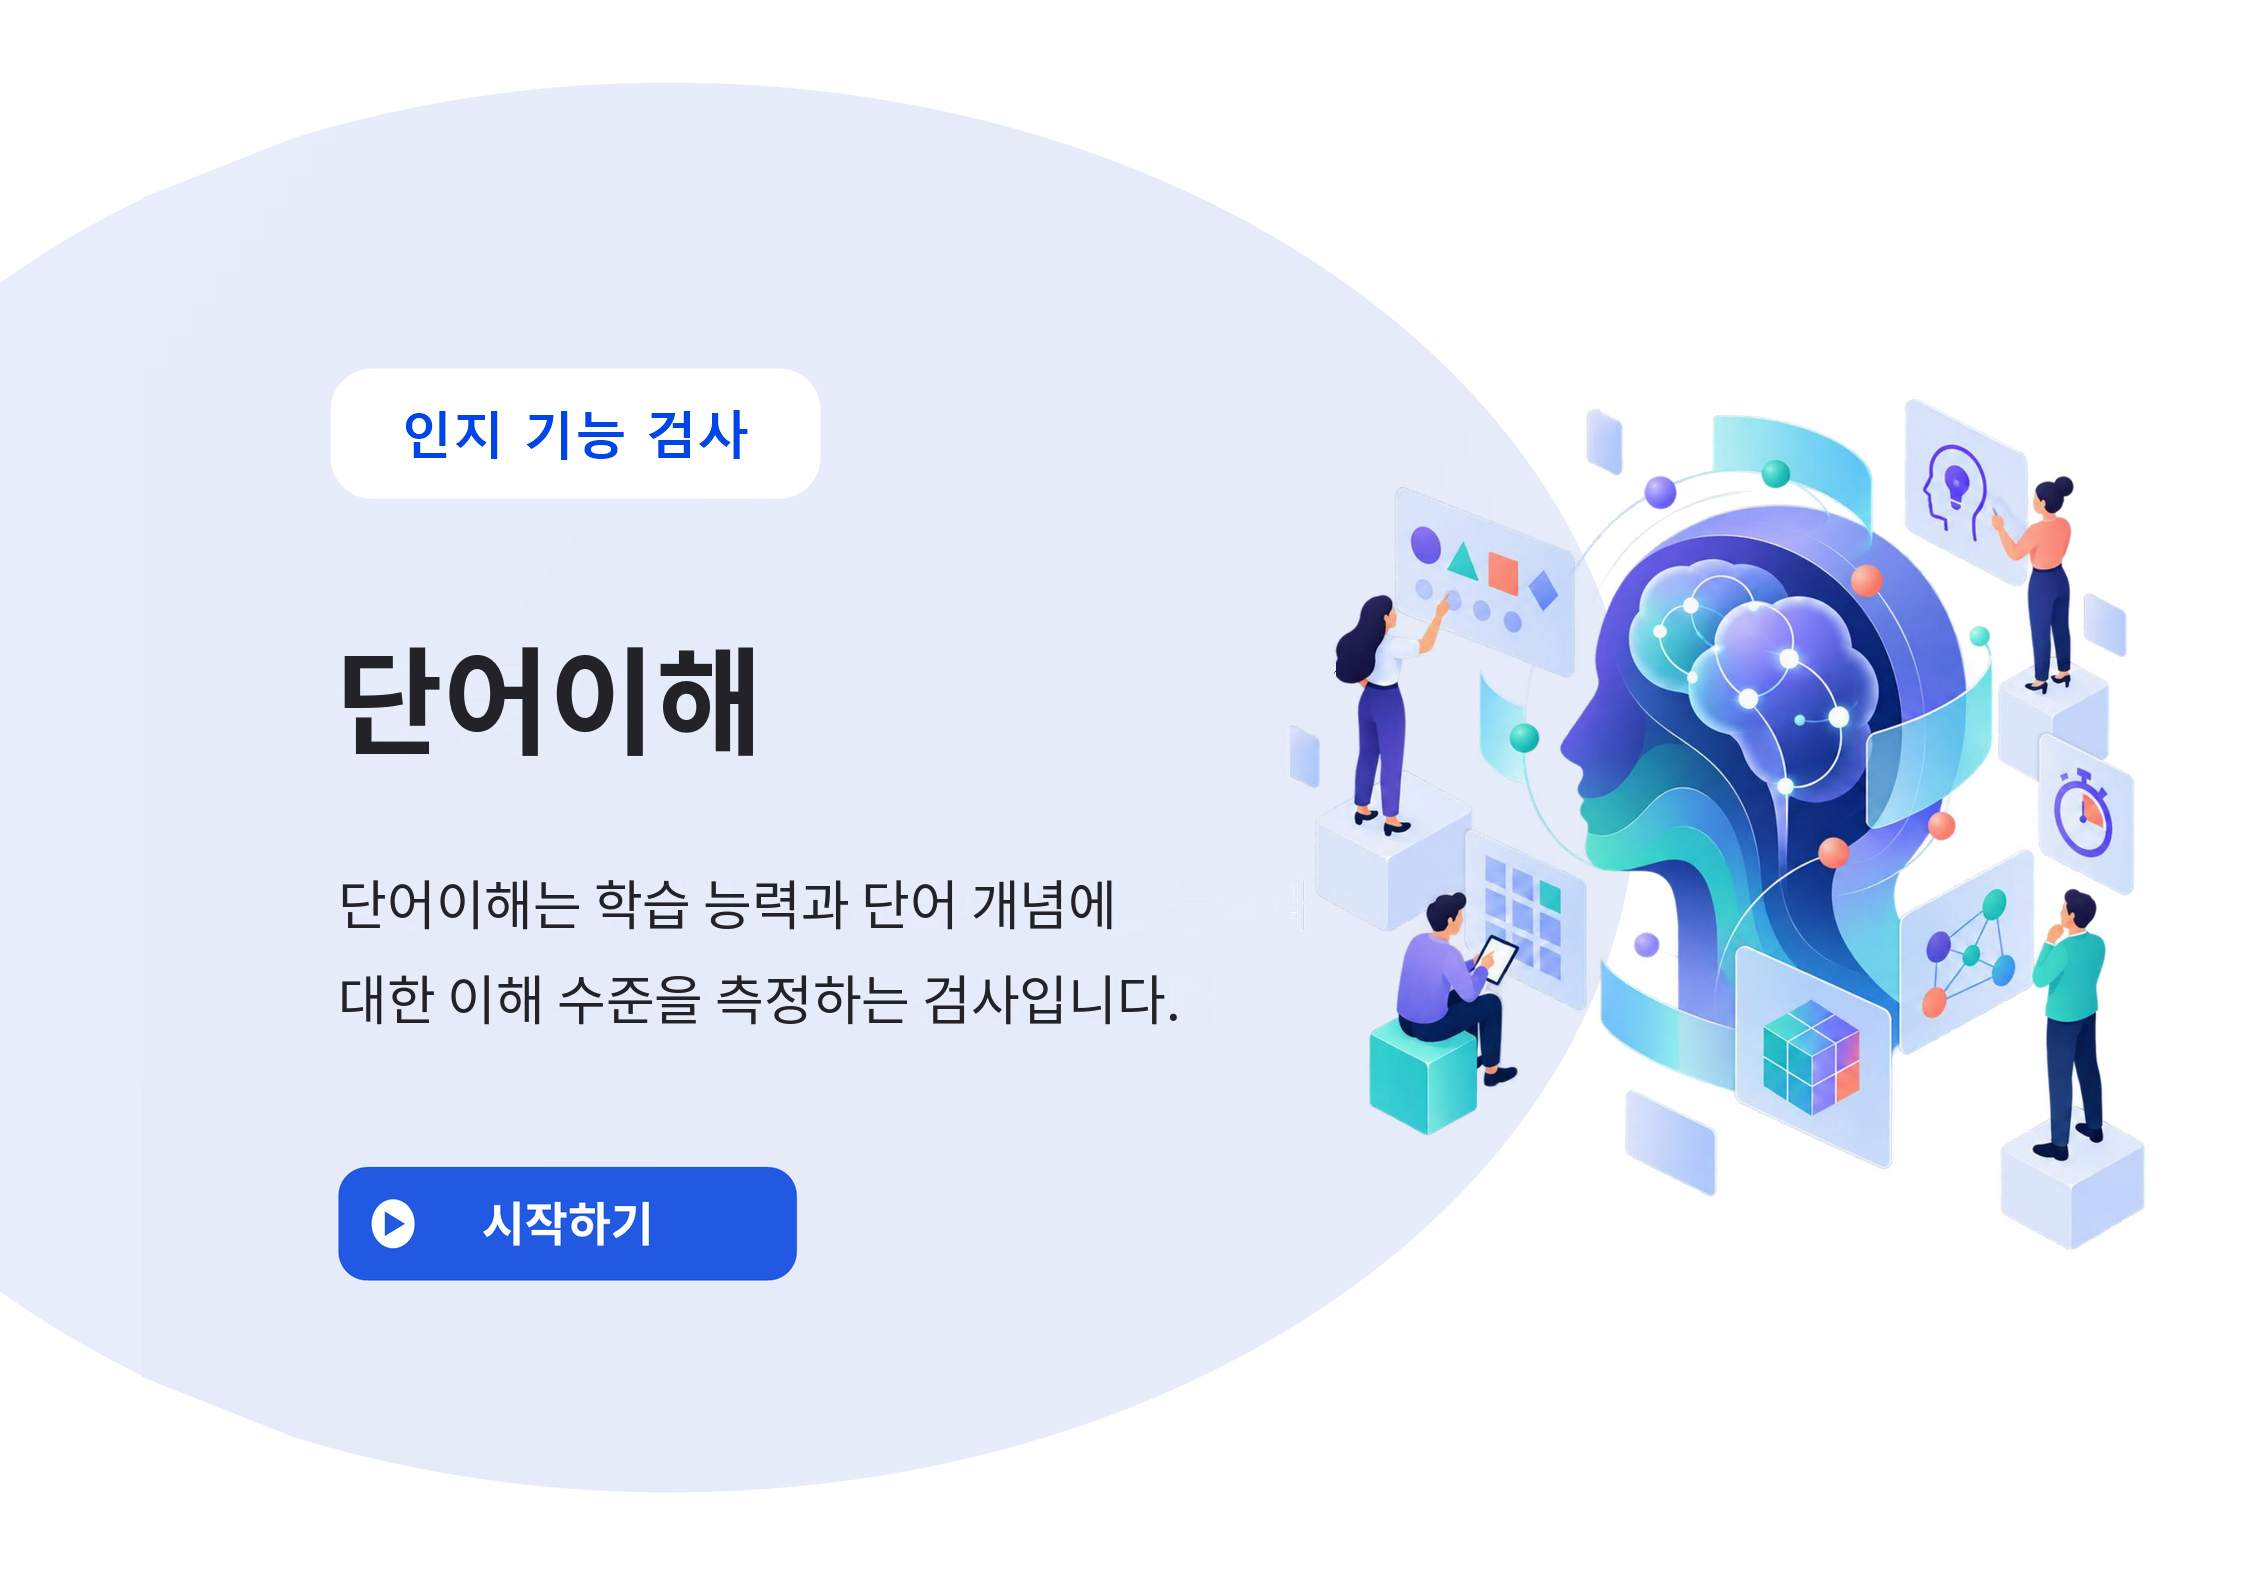 인지 기능 검사
단어이해
단어이해는 학습 능력과 단어 개념에
대한 이해 수준을 측정하는 검사입니다.
시작하기